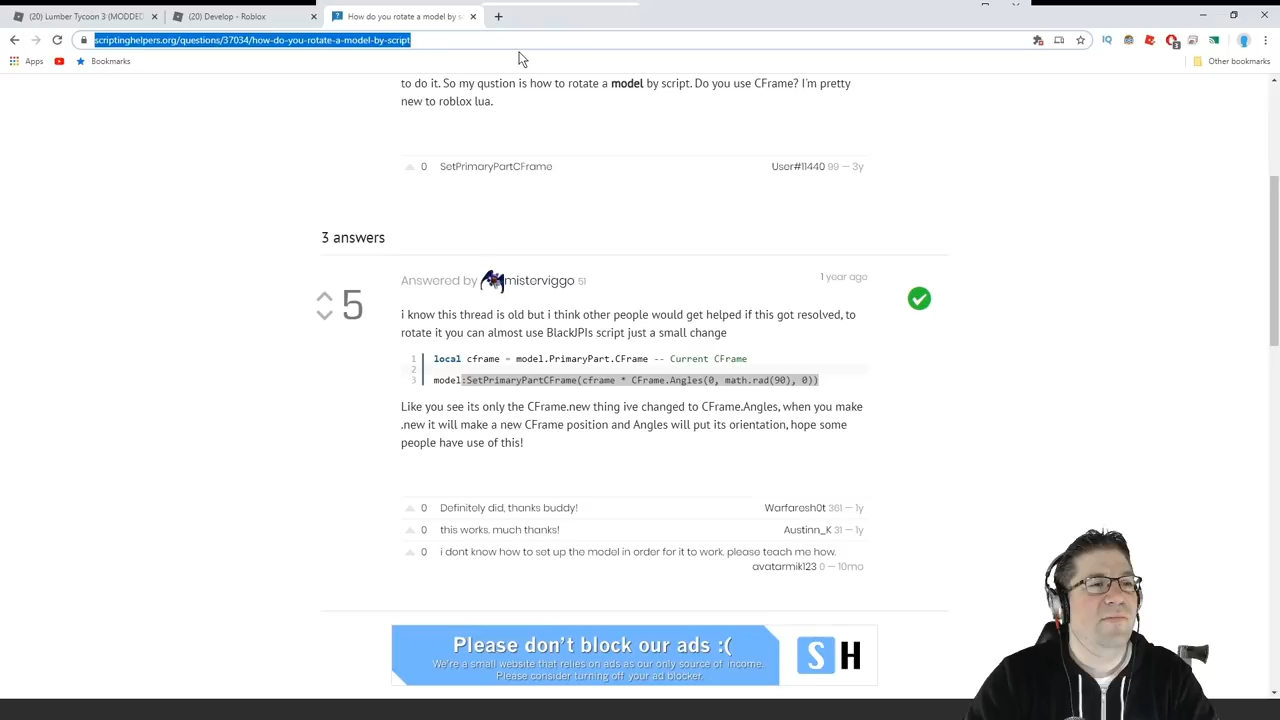 (20) Lumber Tycoon 3 (MODDED
(20) Develop - Roblox
How do you rotate a model by s
scriptinghelpers.org/questions/37034/how-do-you-rotate-a-model-by-script
Apps
Bookmarks
Other bookmarks
to do it. So my qustion is how to rotate a model by script. Do you use CFrame? I'm pretty
new to roblox lua.
0 SetPrimaryPartCFrame User#11440 99 — 3y
3 answers
Answered by misterviggo 51
1 year ago
5
i know this thread is old but i think other people would get helped if this got resolved, to
rotate it you can almost use BlackJPIs script just a small change
1 local cframe = model.PrimaryPart.CFrame -- Current CFrame
2
3 model:SetPrimaryPartCFrame(cframe * CFrame.Angles(0, math.rad(90), 0))
Like you see its only the CFrame.new thing ive changed to CFrame.Angles, when you make
.new it will make a new CFrame position and Angles will put its orientation, hope some
people have use of this!
0 Definitely did, thanks buddy! Warfaresh0t 361 — 1y
0 this works. much thanks! Austinn_K 31 — 1y
0 i dont know how to set up the model in order for it to work. please teach me how.
avatarmik123 0 — 10mo
Please don't block our ads :(
We're a small website that relies on ads as our only source of income.
Please consider turning off your ad blocker.
SH